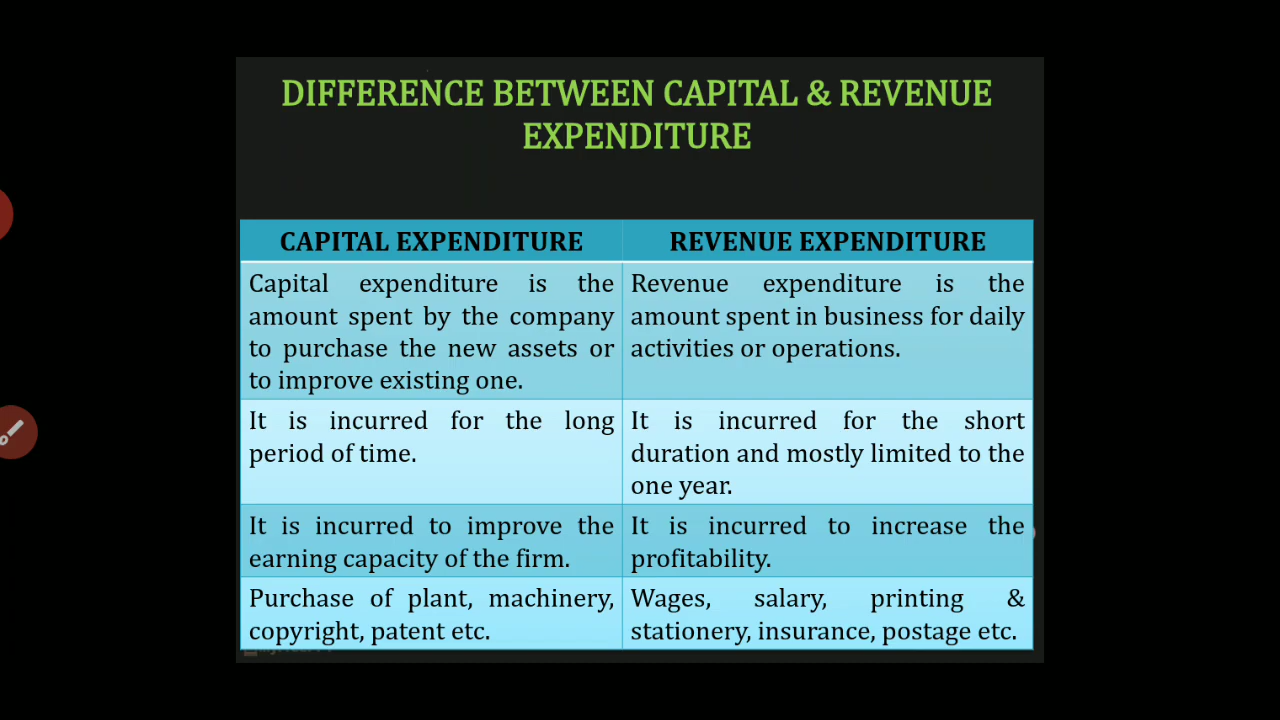 DIFFERENCE BETWEEN CAPITAL & REVENUE
EXPENDITURE
CAPITAL EXPENDITURE
REVENUE EXPENDITURE
Capital expenditure is the
amount spent by the company
to purchase the new assets or
to improve existing one.
Revenue expenditure is the
amount spent in business for daily
activities or operations.
It is incurred for the long
period of time.
It is incurred for the short
duration and mostly limited to the
one year.
It is incurred to improve the
earning capacity of the firm.
It is incurred to increase the
profitability.
Purchase of plant, machinery,
copyright, patent etc.
Wages, salary, printing &
stationery, insurance, postage etc.